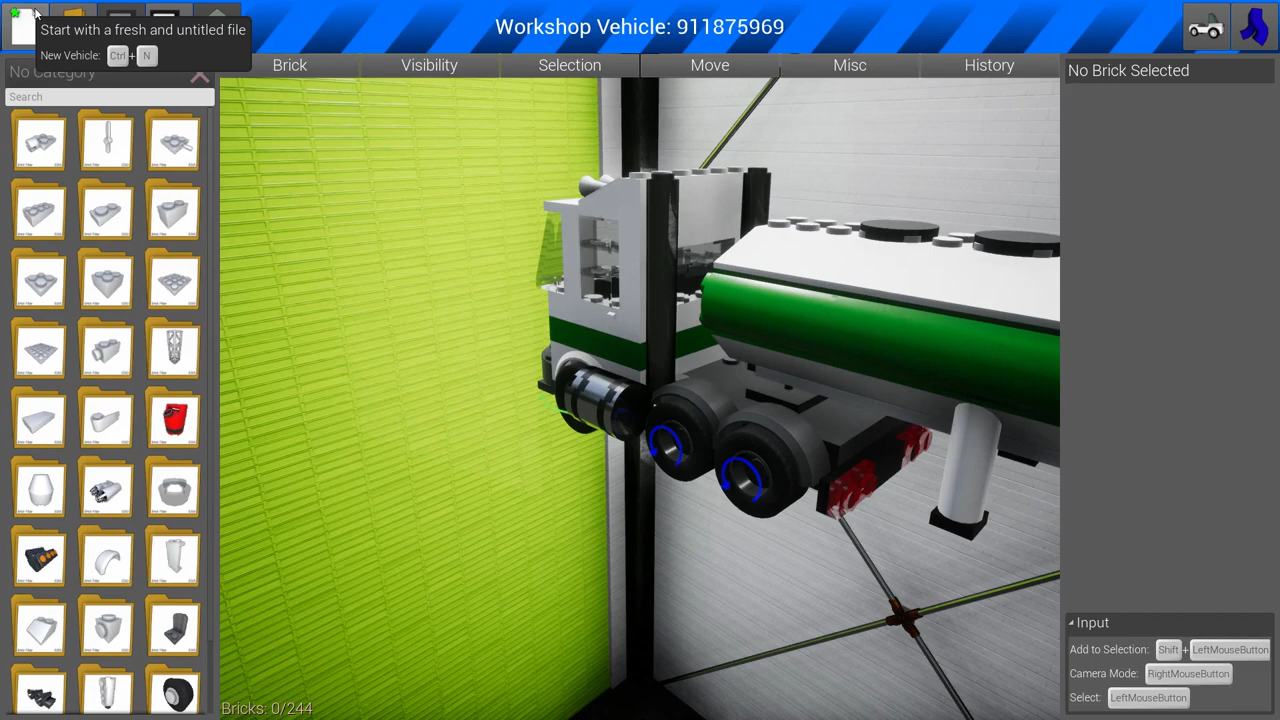 Workshop Vehicle: 911875969
Start with a fresh and untitled file
New Vehicle: Ctrl + N
No Category
Search
Brick
Visibility
Selection
Move
Misc
History
No Brick Selected
Bricks: 0/244
Input
Add to Selection: Shift + LeftMouseButton
Camera Mode: RightMouseButton
Select: LeftMouseButton